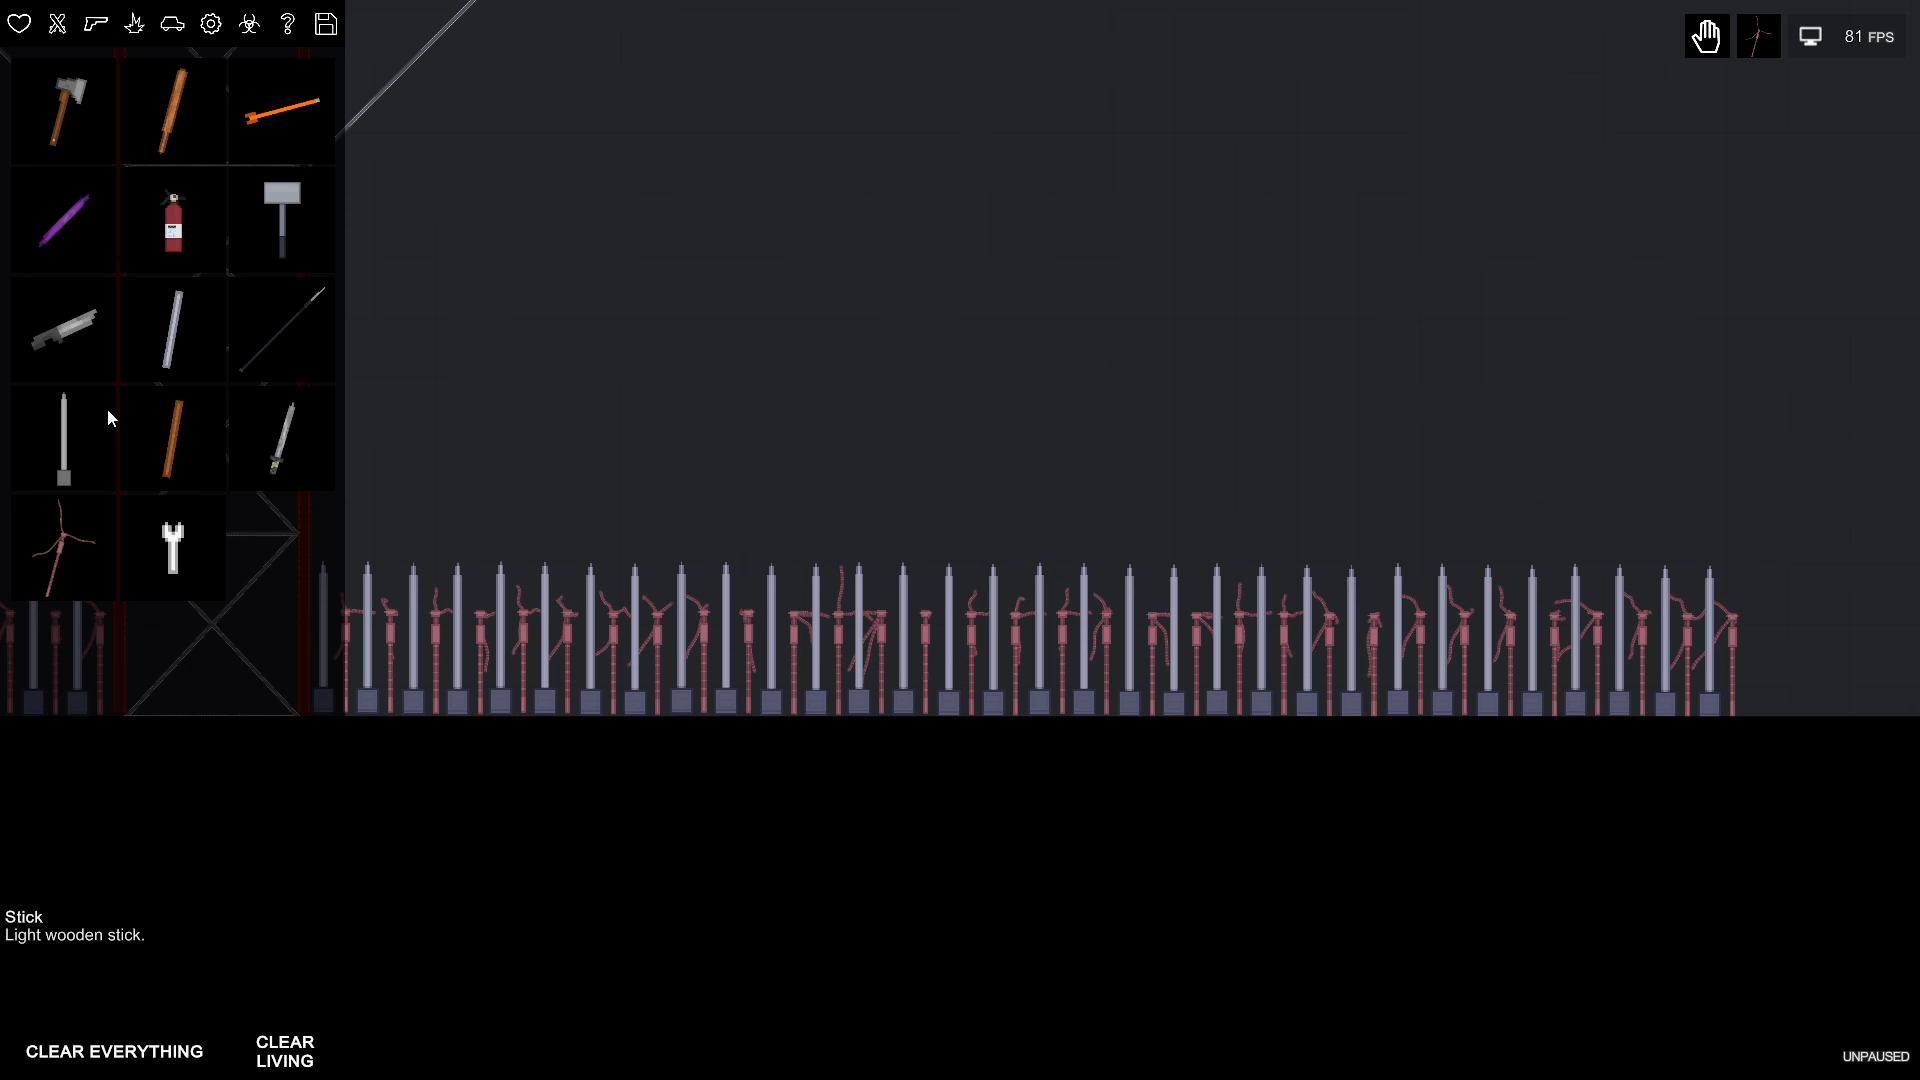 81 FPS
Stick
Light wooden stick.
CLEAR EVERYTHING
CLEAR
LIVING
UNPAUSED